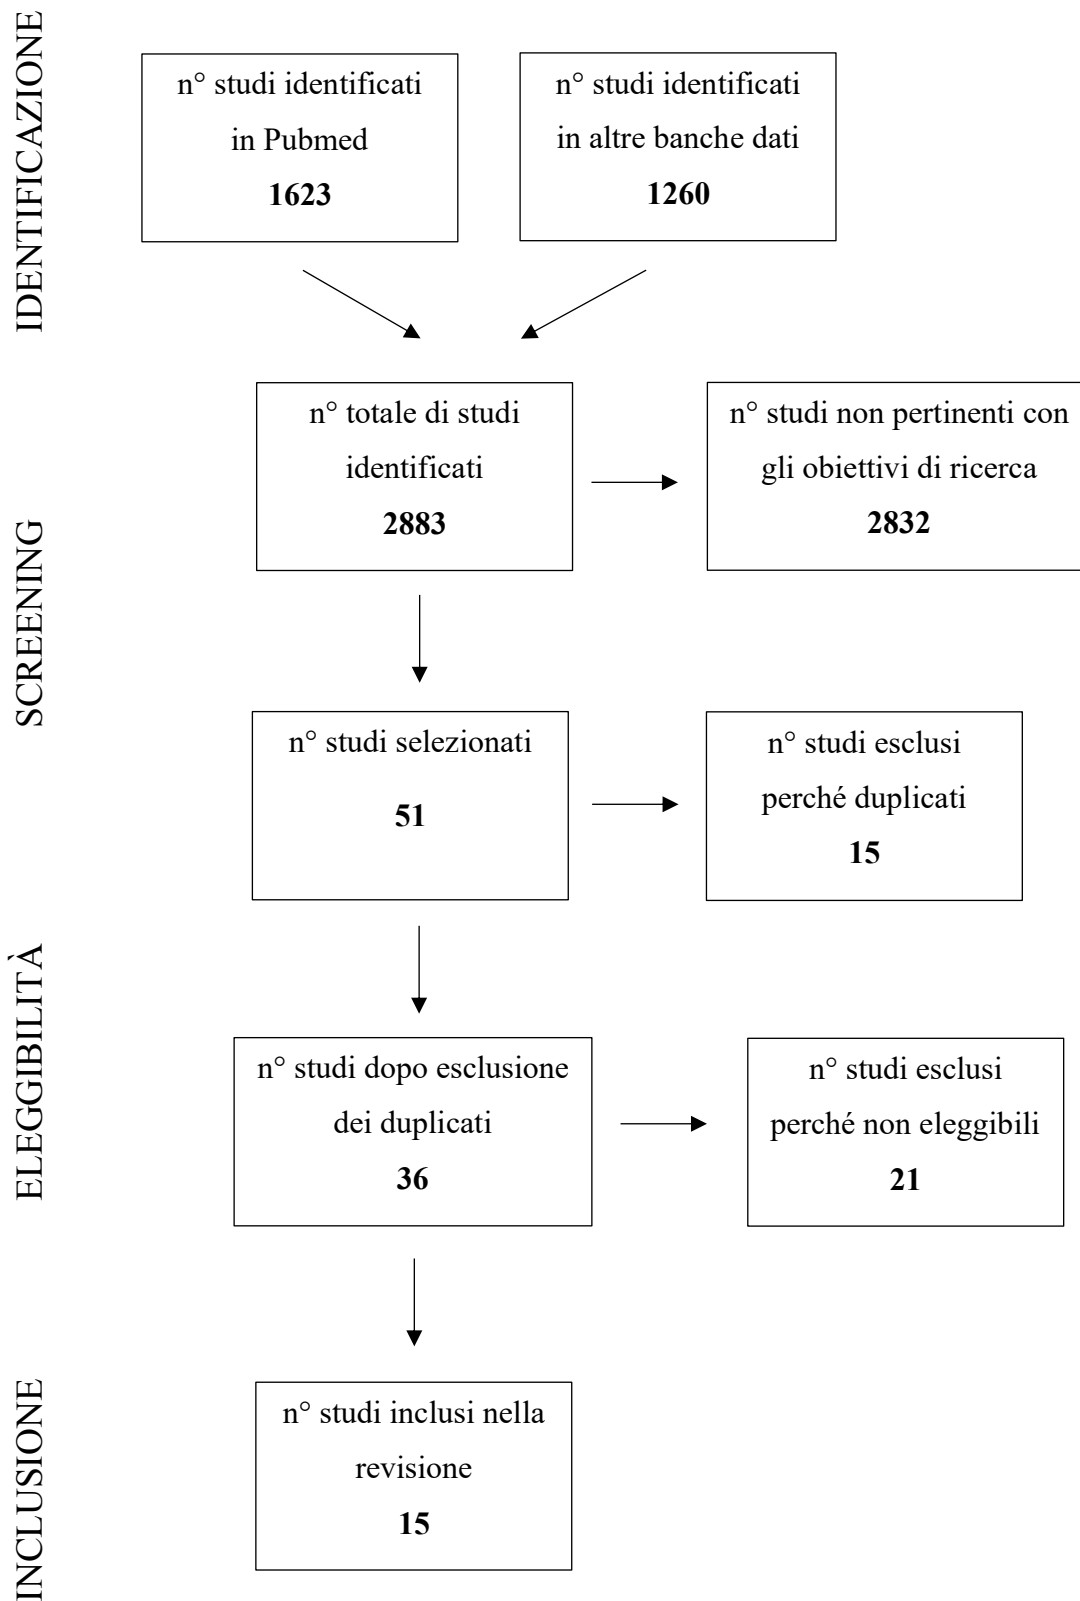 IDENTIFICAZIONE
n° studi identificati
in Pubmed
1623
n° studi identificati
in altre banche dati
1260
SCREENING
n° totale di studi
identificati
2883
n° studi non pertinenti con
gli obiettivi di ricerca
2832
n° studi selezionati
51
n° studi esclusi
perché duplicati
15
ELEGGIBILITÀ
n° studi dopo esclusione
dei duplicati
36
n° studi esclusi
perché non eleggibili
21
INCLUSIONE
n° studi inclusi nella
revisione
15